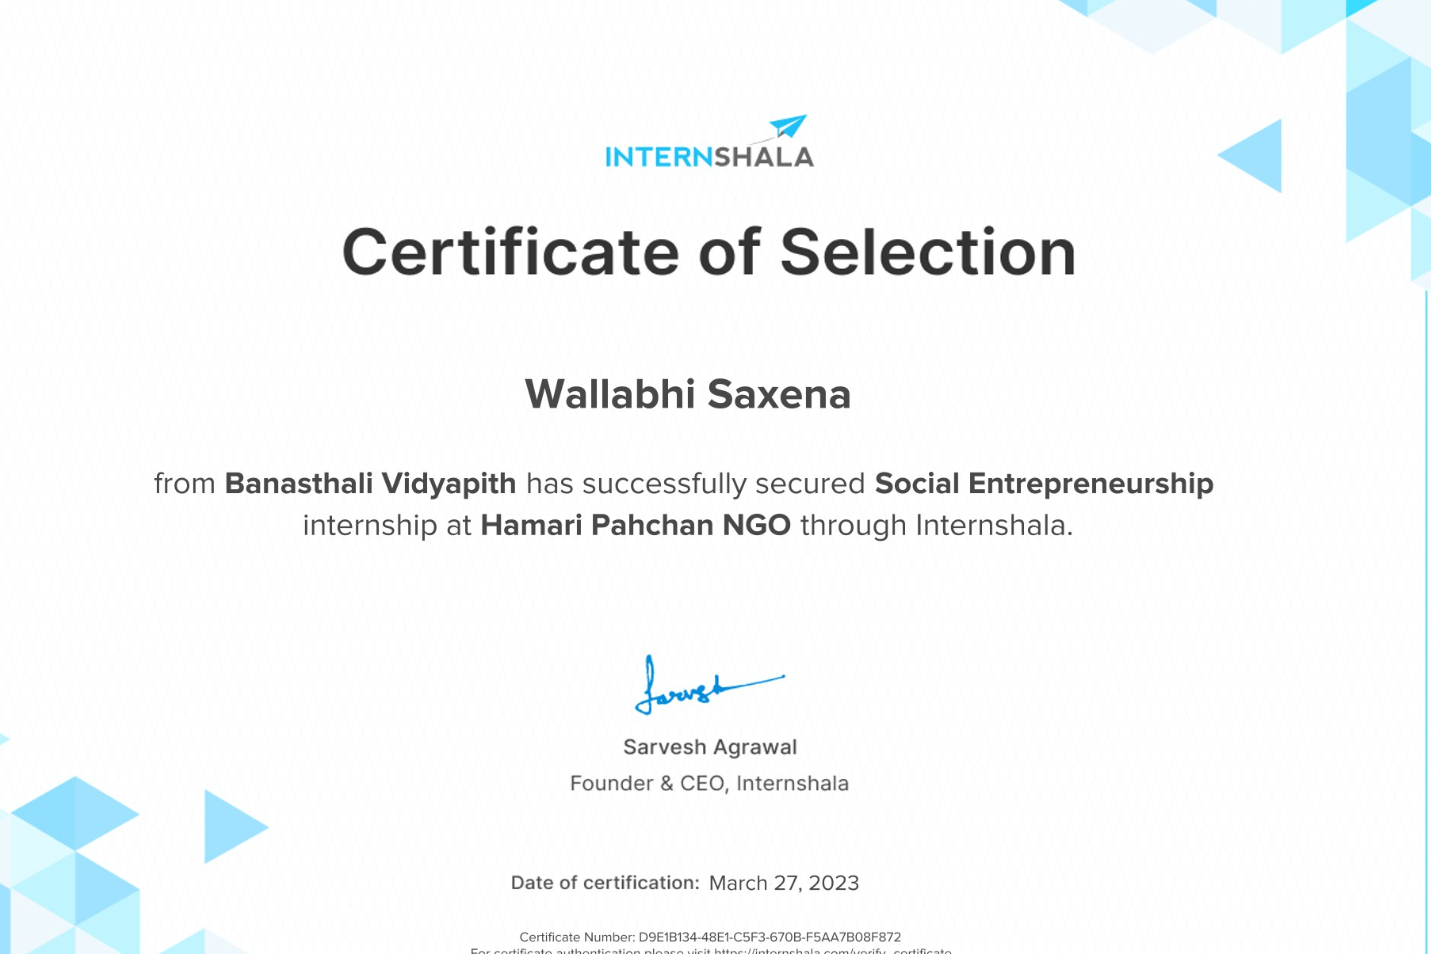 INTERNSHALA
Certificate of Selection
Wallabhi Saxena
from Banasthali Vidyapith has successfully secured Social Entrepreneurship
internship at Hamari Pahchan NGO through Internshala.
Sarvesh
Sarvesh Agrawal
Founder & CEO, Internshala
Date of certification: March 27, 2023
Certificate Number: D9E1B134-48E1-C5F3-670B-F5AA7B08F872
For certificate authentication please visit https://internshala.com/verify_certificate